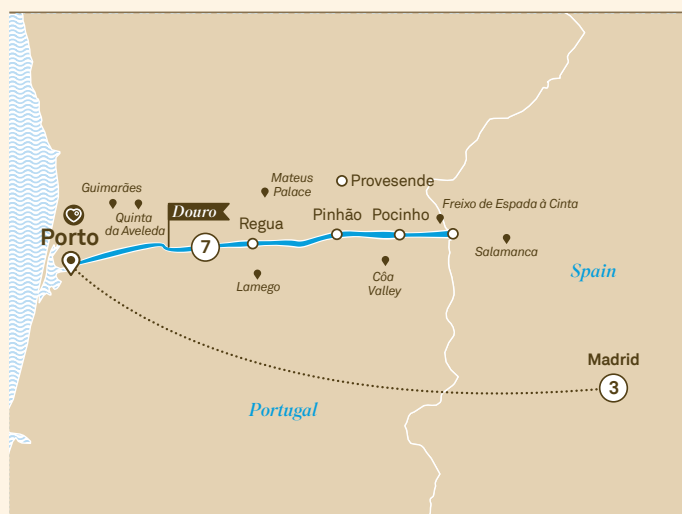 Mateus
Palace
Provesende
Guimarães
Quinta
da Aveleda
Douro
Freixo de Espada à Cinta
Regua
Pinhão
Pocinho
Porto
7
Salamanca
Lamego
Côa
Valley
Spain
Madrid
3
Portugal